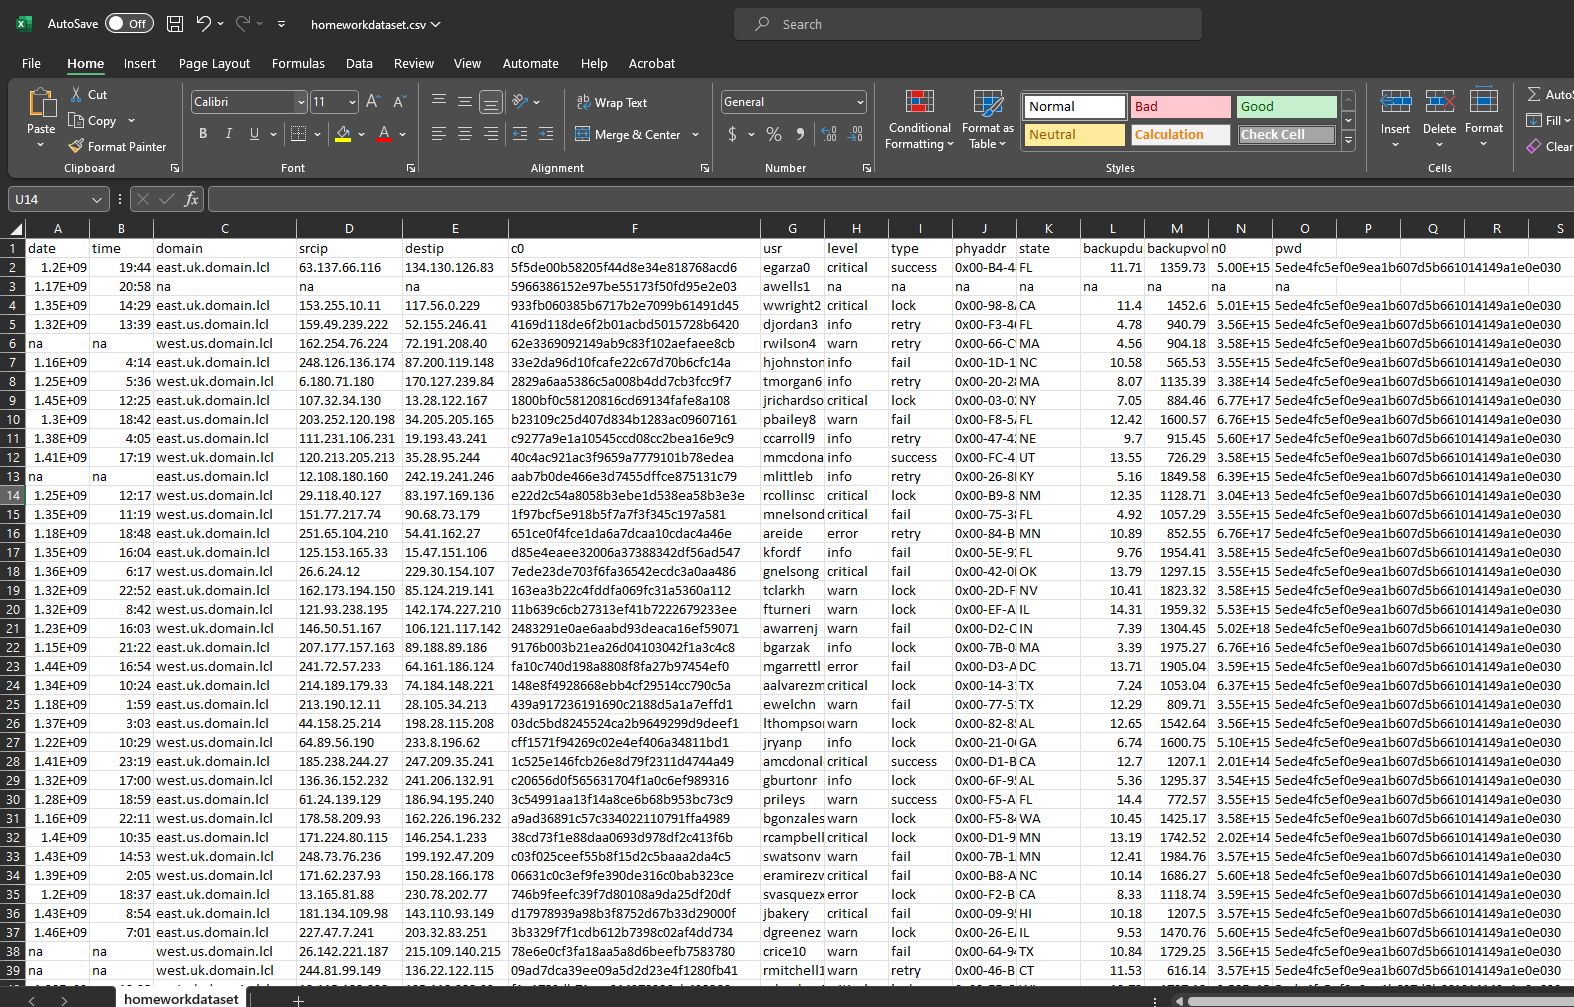 AutoSave Off homeworkdataset.csv Search
File Home Insert Page Layout Formulas Data Review View Automate Help Acrobat
Paste Cut Copy Format Painter Clipboard
Calibri 11 A A B I U A Font
Wrap Text Merge & Center Alignment
General $ % Number
Conditional Formatting Format as Table
Normal Bad Good
Neutral Calculation Check Cell
Styles
Insert Delete Format Cells
Fill Clear
U14 fx
A B C D E F G H I J K L M N O P Q R S
1 date time domain srcip destip c0 usr level type phyaddr state backupdu backupvol n0 pwd
2 1.2E+09 19:44 east.uk.domain.lcl 63.137.66.116 134.130.126.83 5f5de00b58205f44d8e34e818768acd6 egarza0 critical success 0x00-B4-4 FL 11.71 1359.73 5.00E+15 5ede4fc5ef0e9ea1b607d5b661014149a1e0e030
3 1.17E+09 20:58 na na na 5966386152e97be55173f50fd95e2e03 awells1 na na na na na na na na
4 1.35E+09 14:29 east.us.domain.lcl 153.255.10.11 117.56.0.229 933fb060385b6717b2e7099b61491d45 wwright2 critical lock 0x00-98-8 CA 11.4 1452.6 5.01E+15 5ede4fc5ef0e9ea1b607d5b661014149a1e0e030
5 1.32E+09 13:39 east.us.domain.lcl 159.49.239.222 52.155.246.41 4169d118de6f2b01acbd5015728b6420 djordan3 info retry 0x00-F3-4 FL 4.78 940.79 3.56E+15 5ede4fc5ef0e9ea1b607d5b661014149a1e0e030
6 na na west.us.domain.lcl 162.254.76.224 72.191.208.40 62e3369092149ab9c83f102aefaee8cb rwilson4 warn retry 0x00-66-C MA 4.56 904.18 3.58E+15 5ede4fc5ef0e9ea1b607d5b661014149a1e0e030
7 1.16E+09 4:14 east.uk.domain.lcl 248.126.136.174 87.200.119.148 33e2da96d10fcafe22c67d70b6cfc14a hjohnston info fail 0x00-1D-1 NC 10.58 565.53 3.55E+15 5ede4fc5ef0e9ea1b607d5b661014149a1e0e030
8 1.25E+09 5:36 west.uk.domain.lcl 6.180.71.180 170.127.239.84 2829a6aa5386c5a008b4dd7cb3fcc9f7 tmorgan6 info retry 0x00-20-28 MA 8.07 1135.39 3.38E+14 5ede4fc5ef0e9ea1b607d5b661014149a1e0e030
9 1.45E+09 12:25 east.uk.domain.lcl 107.32.34.130 13.28.122.167 1800bf0c58120816cd69134fafe8a108 jrichardso critical lock 0x00-03-0 NY 7.05 884.46 6.77E+17 5ede4fc5ef0e9ea1b607d5b661014149a1e0e030
10 1.3E+09 18:42 east.us.domain.lcl 203.252.120.198 34.205.205.165 b23109c25d407d834b1283ac09607161 pbailey8 warn fail 0x00-F8-5 FL 12.42 1600.57 6.76E+15 5ede4fc5ef0e9ea1b607d5b661014149a1e0e030
11 1.38E+09 4:05 east.us.domain.lcl 111.231.106.231 19.193.43.241 c9277a9e1a10545ccd08cc2bea16e9c9 ccarroll9 info retry 0x00-47-42 NE 9.7 915.45 5.60E+17 5ede4fc5ef0e9ea1b607d5b661014149a1e0e030
12 1.41E+09 17:19 west.us.domain.lcl 120.213.205.213 35.28.95.244 40c4ac921ac3f9659a7779101b78edea mmcdona info success 0x00-FC-4 UT 13.55 726.29 3.58E+15 5ede4fc5ef0e9ea1b607d5b661014149a1e0e030
13 na na east.us.domain.lcl 12.108.180.160 242.19.241.246 aab7b0de466e3d7455dffce875131c79 mlittleb info retry 0x00-26-8 KY 5.16 1849.58 6.39E+15 5ede4fc5ef0e9ea1b607d5b661014149a1e0e030
14 1.25E+09 12:17 west.us.domain.lcl 29.118.40.127 83.197.169.136 e22d2c54a8058b3ebe1d538ea58b3e3e rcollinsc critical lock 0x00-B9-8 NM 12.35 1128.71 3.04E+13 5ede4fc5ef0e9ea1b607d5b661014149a1e0e030
15 1.35E+09 11:19 west.us.domain.lcl 151.77.217.74 90.68.73.179 1f97bcf5e918b5f7a7f3f345c197a581 mnelsond critical fail 0x00-75-3 FL 4.92 1057.29 3.55E+15 5ede4fc5ef0e9ea1b607d5b661014149a1e0e030
16 1.18E+09 18:48 east.us.domain.lcl 251.65.104.210 54.41.162.27 651ce0f4fce1da6a7dcaa10cdac4a46e areide error retry 0x00-84-B MN 10.89 852.55 6.76E+17 5ede4fc5ef0e9ea1b607d5b661014149a1e0e030
17 1.35E+09 16:04 east.us.domain.lcl 125.153.165.33 15.47.151.106 d85e4eaee32006a37388342df56ad547 kfordf info fail 0x00-5E-92 FL 9.76 1954.41 3.58E+15 5ede4fc5ef0e9ea1b607d5b661014149a1e0e030
18 1.36E+09 6:17 west.us.domain.lcl 26.6.24.12 229.30.154.107 7ede23de703f6fa36542ecdc3a0aa486 gnelsong critical fail 0x00-42-0 OK 13.79 1297.15 3.55E+15 5ede4fc5ef0e9ea1b607d5b661014149a1e0e030
19 1.32E+09 22:52 east.uk.domain.lcl 162.173.194.150 85.124.219.141 163ea3b22c4fddfa069fc31a5360a112 tclarkh warn lock 0x00-2D-F NV 10.41 1823.32 3.58E+15 5ede4fc5ef0e9ea1b607d5b661014149a1e0e030
20 1.32E+09 8:42 west.us.domain.lcl 121.93.238.195 142.174.227.210 11b639c6cb27313ef41b7222679233ee fturneri warn lock 0x00-EF-A IL 14.31 1959.32 5.53E+15 5ede4fc5ef0e9ea1b607d5b661014149a1e0e030
21 1.23E+09 16:03 west.uk.domain.lcl 146.50.51.167 106.121.117.142 2483291e0ae6aabd93deaca16ef59071 awarrenj warn fail 0x00-D2-C IN 7.39 1304.45 5.02E+18 5ede4fc5ef0e9ea1b607d5b661014149a1e0e030
22 1.15E+09 21:22 east.uk.domain.lcl 207.177.157.163 89.188.89.186 9176b003b21ea26d04103042f1a3c4c8 bgarzak info lock 0x00-7B-0 MA 3.39 1975.27 6.76E+16 5ede4fc5ef0e9ea1b607d5b661014149a1e0e030
23 1.44E+09 16:54 west.us.domain.lcl 241.72.57.233 64.161.186.124 fa10c740d198a8808f8fa27b97454ef0 mgarrettl error fail 0x00-D3-A DC 13.71 1905.04 3.59E+15 5ede4fc5ef0e9ea1b607d5b661014149a1e0e030
24 1.34E+09 10:24 east.uk.domain.lcl 214.189.179.33 74.184.148.221 148e8f4928668ebb4cf29514cc790c5a aalvarezm critical lock 0x00-14-3 TX 7.24 1053.04 6.37E+15 5ede4fc5ef0e9ea1b607d5b661014149a1e0e030
25 1.18E+09 1:59 east.us.domain.lcl 213.190.12.11 28.105.34.213 439a917236191690c2188d5a1a7effd1 ewelchn warn fail 0x00-77-5 TX 12.29 809.71 3.55E+15 5ede4fc5ef0e9ea1b607d5b661014149a1e0e030
26 1.37E+09 3:03 east.us.domain.lcl 44.158.25.214 198.28.115.208 03dc5bd8245524ca2b9649299d9deef1 lthompso warn lock 0x00-82-8 AL 12.65 1542.64 3.56E+15 5ede4fc5ef0e9ea1b607d5b661014149a1e0e030
27 1.22E+09 10:29 west.us.domain.lcl 64.89.56.190 233.8.196.62 cff1571f94269c02e4ef406a34811bd1 jryanp info lock 0x00-21-0 GA 6.74 1600.75 5.10E+15 5ede4fc5ef0e9ea1b607d5b661014149a1e0e030
28 1.41E+09 23:19 east.us.domain.lcl 185.238.244.27 247.209.35.241 1c525e146fcb26e8d79f2311d4744a49 amcdonal critical success 0x00-D1-B CA 12.7 1207.1 2.01E+14 5ede4fc5ef0e9ea1b607d5b661014149a1e0e030
29 1.32E+09 17:00 west.us.domain.lcl 136.36.152.232 241.206.132.91 c20656d0f565631704f1a0c6ef989316 gburtonr info lock 0x00-6F-9 AL 5.36 1295.37 3.54E+15 5ede4fc5ef0e9ea1b607d5b661014149a1e0e030
30 1.28E+09 18:59 east.us.domain.lcl 61.24.139.129 186.94.195.240 3c54991aa13f14a8ce6b68b953bc73c9 prileys warn success 0x00-F5-A FL 14.4 772.57 3.55E+15 5ede4fc5ef0e9ea1b607d5b661014149a1e0e030
31 1.16E+09 22:11 west.us.domain.lcl 178.58.209.93 162.226.196.232 a9ad36891c57c334022110791ffa4989 bgonzales warn lock 0x00-F5-8 WA 10.45 1425.17 3.58E+15 5ede4fc5ef0e9ea1b607d5b661014149a1e0e030
32 1.4E+09 10:35 east.us.domain.lcl 171.224.80.115 146.254.1.233 38cd73f1e88daa0693d978df2c413f6b rcampbell critical lock 0x00-D1-9 MN 13.19 1742.52 2.02E+14 5ede4fc5ef0e9ea1b607d5b661014149a1e0e030
33 1.43E+09 14:53 west.uk.domain.lcl 248.73.76.236 199.192.47.209 c03f025ceef55b8f15d2c5baaa2da4c5 swatsonv warn fail 0x00-7B-1 MN 12.41 1984.76 3.57E+15 5ede4fc5ef0e9ea1b607d5b661014149a1e0e030
34 1.39E+09 2:05 west.us.domain.lcl 171.62.237.93 150.28.166.178 06631c0c3ef9fe390de316c0bab323ce eramirezw critical fail 0x00-B8-A NC 10.14 1686.27 5.60E+18 5ede4fc5ef0e9ea1b607d5b661014149a1e0e030
35 1.2E+09 18:37 east.uk.domain.lcl 13.165.81.88 230.78.202.77 746b9feefc39f7d80108a9da25df20df svasquezx error lock 0x00-F2-B CA 8.33 1118.74 3.59E+15 5ede4fc5ef0e9ea1b607d5b661014149a1e0e030
36 1.43E+09 8:54 east.uk.domain.lcl 181.134.109.98 143.110.93.149 d17978939a98b3f8752d67b33d29000f jbakery critical fail 0x00-09-9 HI 10.18 1207.5 3.57E+15 5ede4fc5ef0e9ea1b607d5b661014149a1e0e030
37 1.46E+09 7:01 east.us.domain.lcl 227.47.7.241 203.32.83.251 3b3329f7f1cdb612b7398c02af4dd734 dgreenez warn lock 0x00-26-E IL 9.53 1470.76 5.60E+15 5ede4fc5ef0e9ea1b607d5b661014149a1e0e030
38 na na west.us.domain.lcl 26.142.221.187 215.109.140.215 78e6e0cf3fa18aa5a8d6beefb7583780 crice10 warn fail 0x00-64-9 TX 10.84 1729.25 3.56E+15 5ede4fc5ef0e9ea1b607d5b661014149a1e0e030
39 na na west.uk.domain.lcl 244.81.99.149 136.22.122.115 09ad7dca39ee09a5d2d23e4f1280fb41 rmitchell1 warn retry 0x00-46-B CT 11.53 616.14 3.57E+15 5ede4fc5ef0e9ea1b607d5b661014149a1e0e030
homeworkdataset